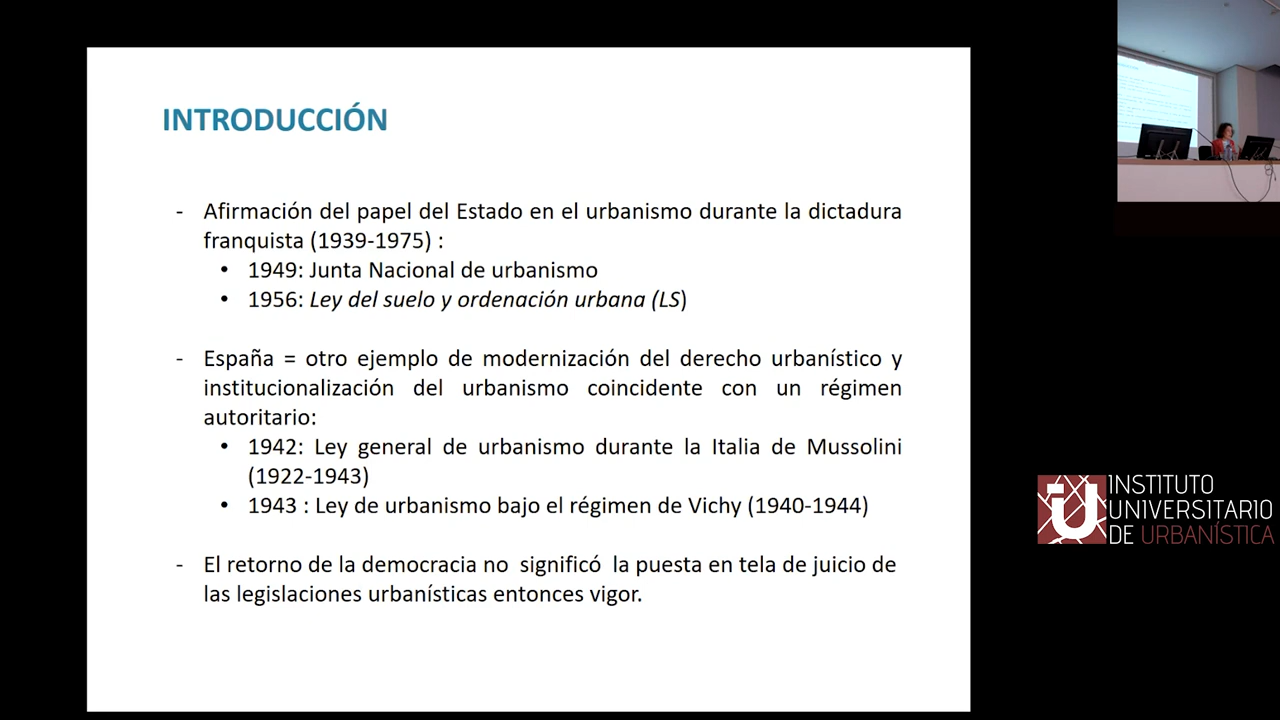 INTRODUCCIÓN
- Afirmación del papel del Estado en el urbanismo durante la dictadura
franquista (1939-1975) :
• 1949: Junta Nacional de urbanismo
• 1956: Ley del suelo y ordenación urbana (LS)
- España = otro ejemplo de modernización del derecho urbanístico y
institucionalización del urbanismo coincidente con un régimen
autoritario:
• 1942: Ley general de urbanismo durante la Italia de Mussolini
(1922-1943)
• 1943 : Ley de urbanismo bajo el régimen de Vichy (1940-1944)
- El retorno de la democracia no significó la puesta en tela de juicio de
las legislaciones urbanísticas entonces vigor.
INSTITUTO
UNIVERSITARIO
DE URBANÍSTICA